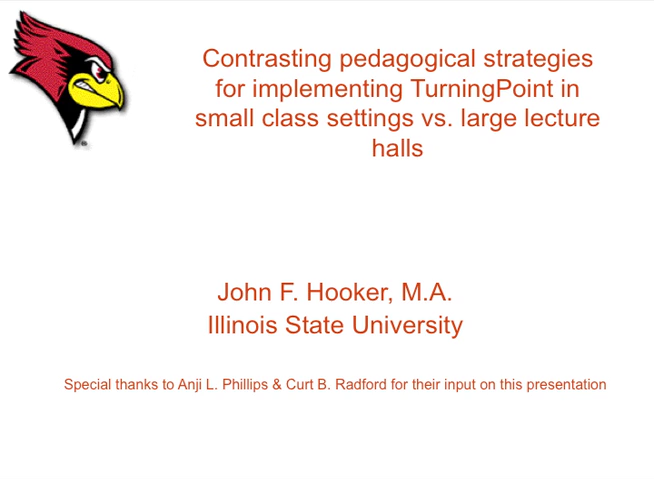 Contrasting pedagogical strategies
for implementing TurningPoint in
small class settings vs. large lecture
halls
John F. Hooker, M.A.
Illinois State University
Special thanks to Anji L. Phillips & Curt B. Radford for their input on this presentation